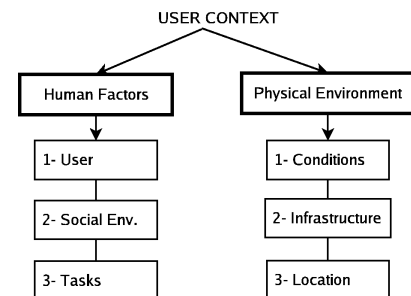 USER CONTEXT
Human Factors
Physical Environment
1- User
1- Conditions
2- Social Env.
2- Infrastructure
3- Tasks
3- Location